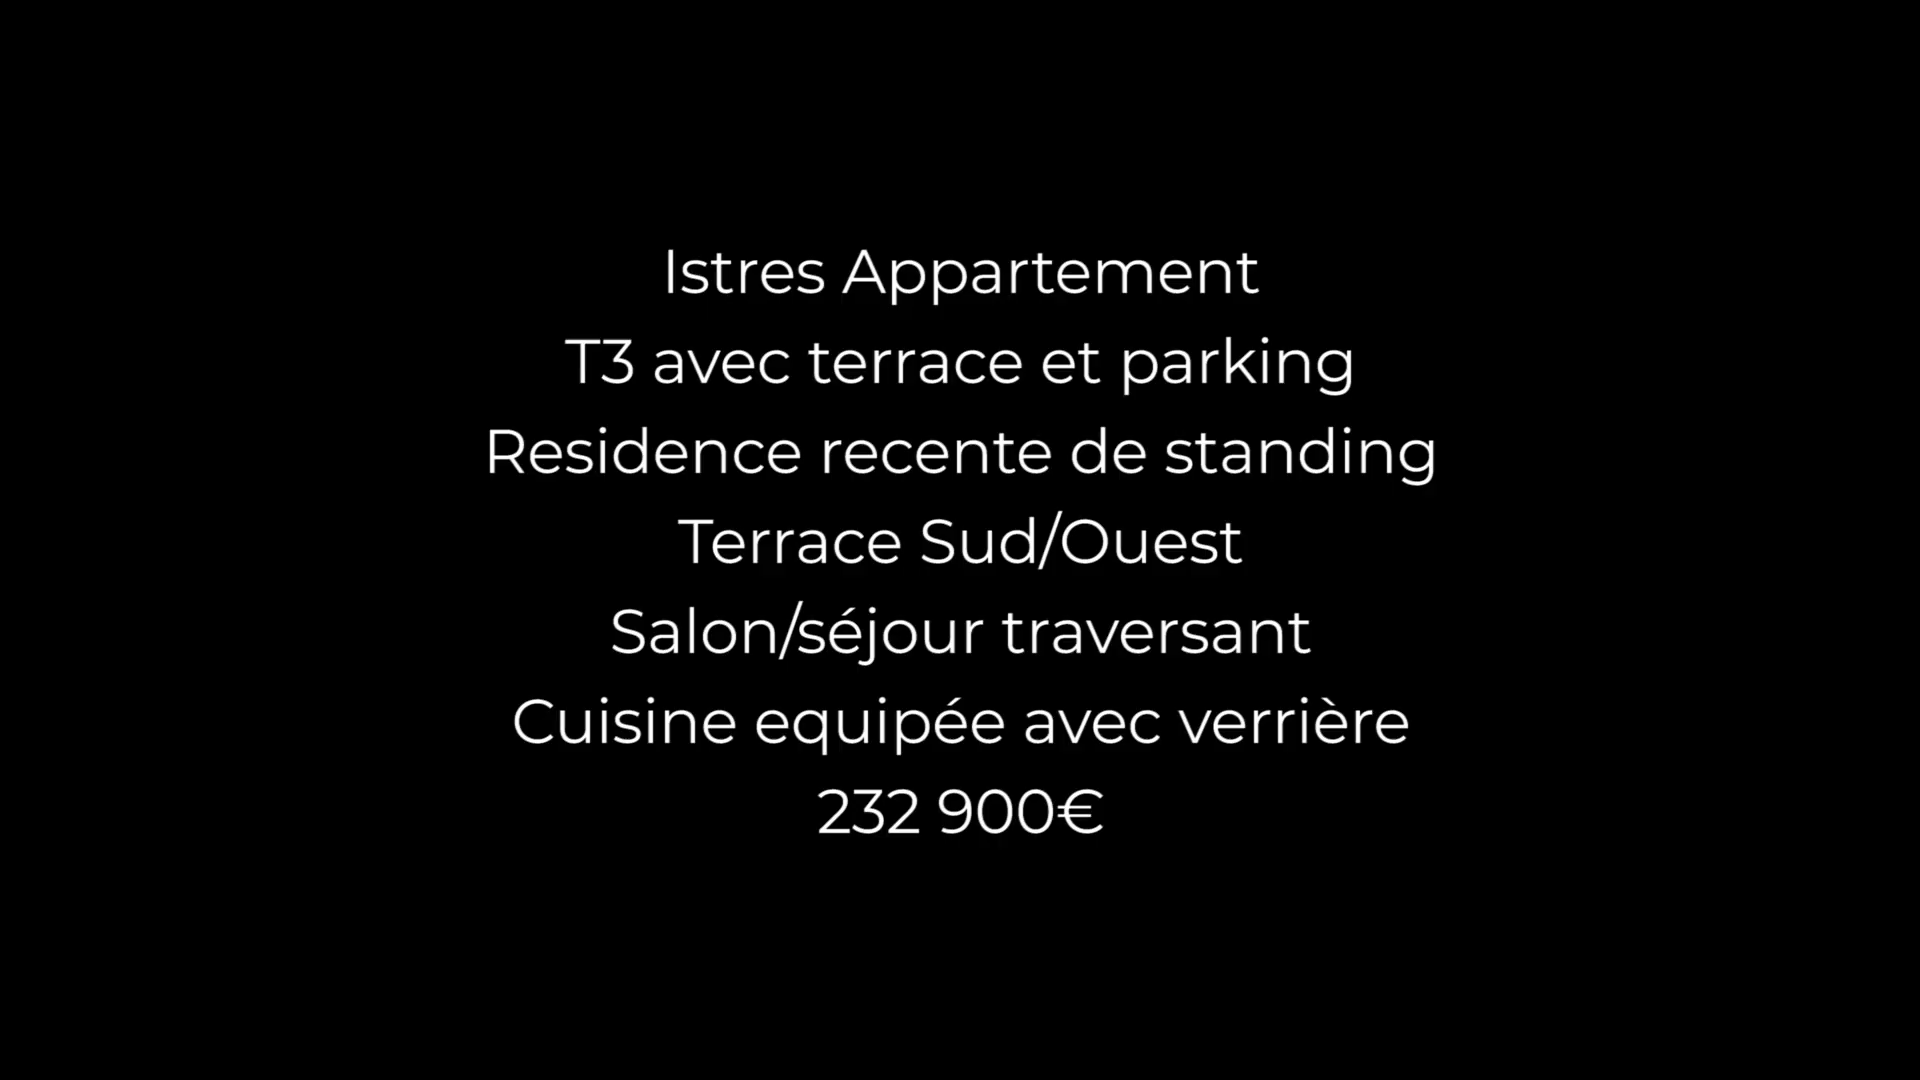 Istres Appartement
T3 avec terrace et parking
Residence recente de standing
Terrace Sud/Ouest
Salon/séjour traversant
Cuisine equipée avec verrière
232 900€